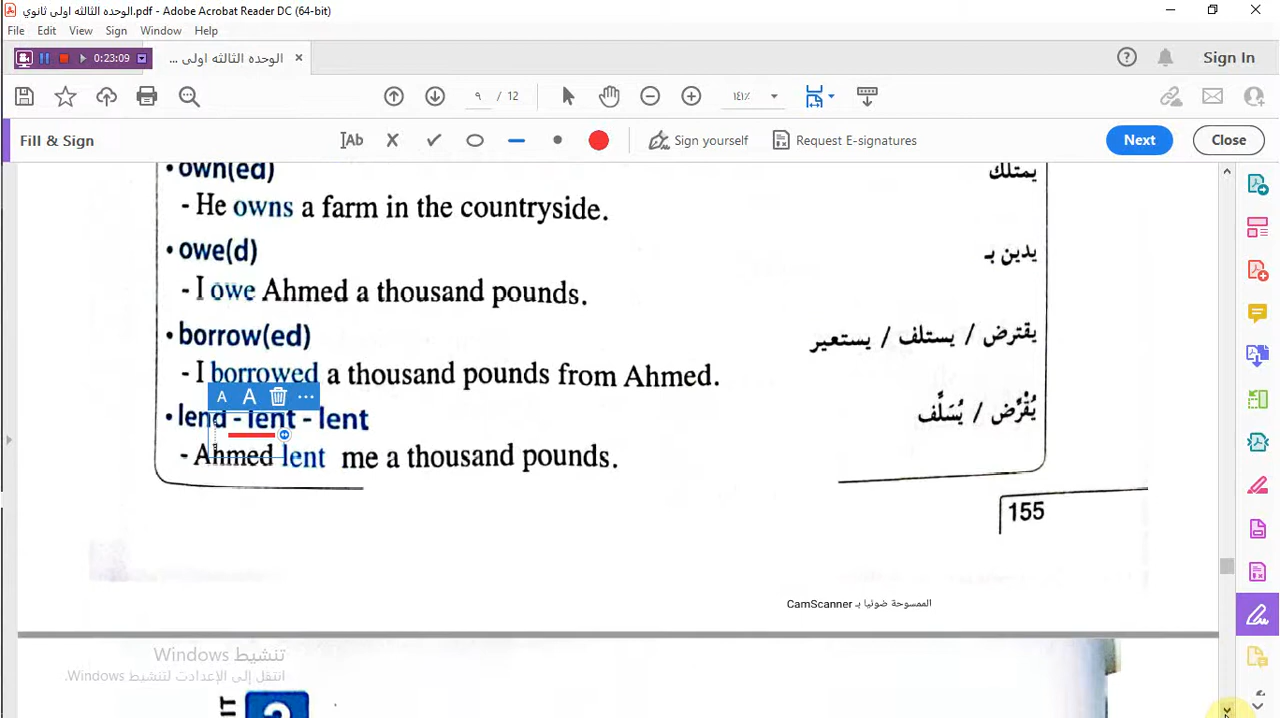 الوحده الثالثه اولى ثانوي.pdf - Adobe Acrobat Reader DC (64-bit)
File Edit View Sign Window Help
0:23:09
الوحده الثالثه اولى ...
Sign In
٩ / 12
١٤١٪
Fill & Sign
Ab
Sign yourself
Request E-signatures
Next
Close
• own(ed) يمتلك
- He owns a farm in the countryside.
• owe(d) يدين بـ
- I owe Ahmed a thousand pounds.
• borrow(ed) يقترض / يستلف / يستعير
- I borrowed a thousand pounds from Ahmed.
A A
• lend - lent - lent يُقْرِّض / يُسَلِّف
- Ahmed lent me a thousand pounds.
155
الممسوحة ضوئيا بـ CamScanner
تنشيط Windows
انتقل إلى الإعدادات لتنشيط Windows.